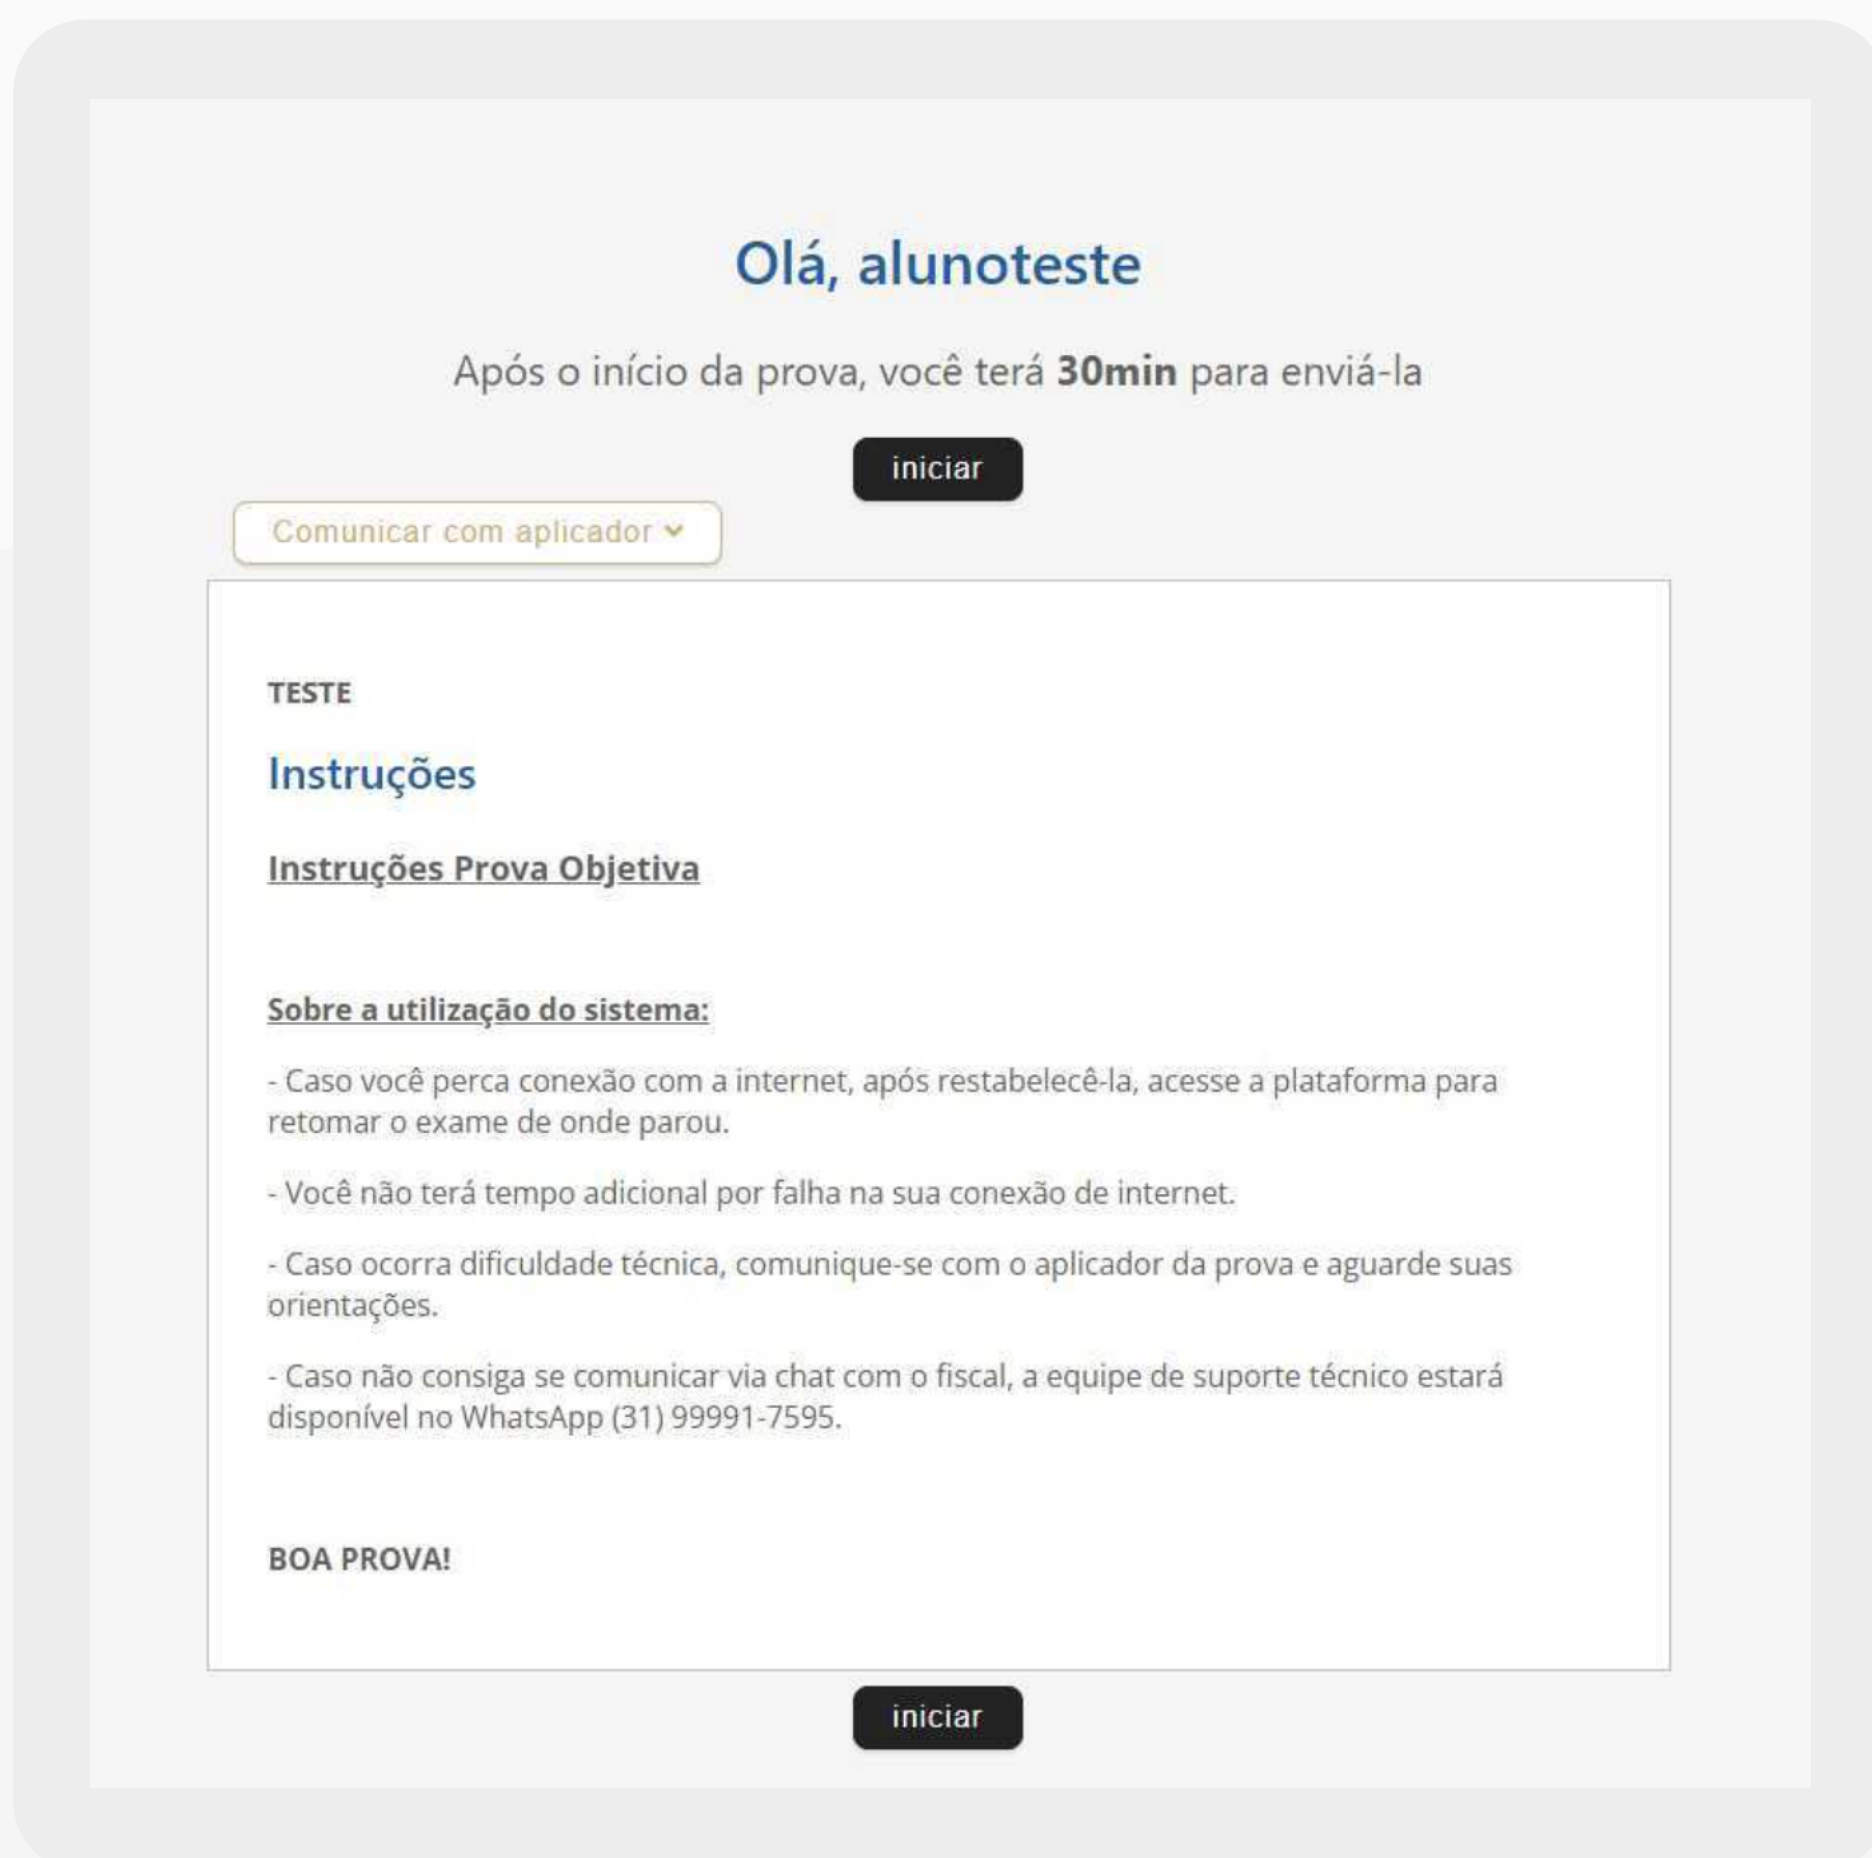 Olá, alunoteste
Após o início da prova, você terá 30min para enviá-la
iniciar
Comunicar com aplicador
TESTE
Instruções
Instruções Prova Objetiva
Sobre a utilização do sistema:
- Caso você perca conexão com a internet, após restabelecê-la, acesse a plataforma para
retomar o exame de onde parou.
- Você não terá tempo adicional por falha na sua conexão de internet.
- Caso ocorra dificuldade técnica, comunique-se com o aplicador da prova e aguarde suas
orientações.
- Caso não consiga se comunicar via chat com o fiscal, a equipe de suporte técnico estará
disponível no WhatsApp (31) 99991-7595.
BOA PROVA!
iniciar